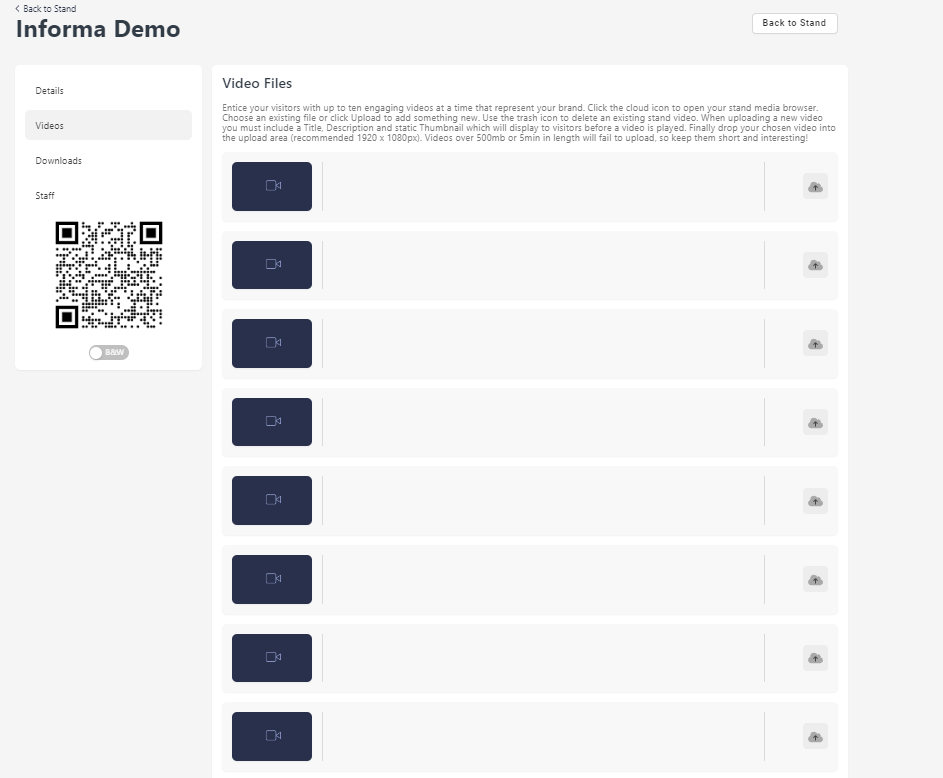 Back to Stand
Informa Demo
Back to Stand
Details
Videos
Downloads
Staff
B&W
Video Files
Entice your visitors with up to ten engaging videos at a time that represent your brand. Click the cloud icon to open your stand media browser.
Choose an existing file or click Upload to add something new. Use the trash icon to delete an existing stand video. When uploading a new video
you must include a Title, Description and static Thumbnail which will display to visitors before a video is played. Finally drop your chosen video into
the upload area (recommended 1920 x 1080px). Videos over 500mb or 5min in length will fail to upload, so keep them short and interesting!